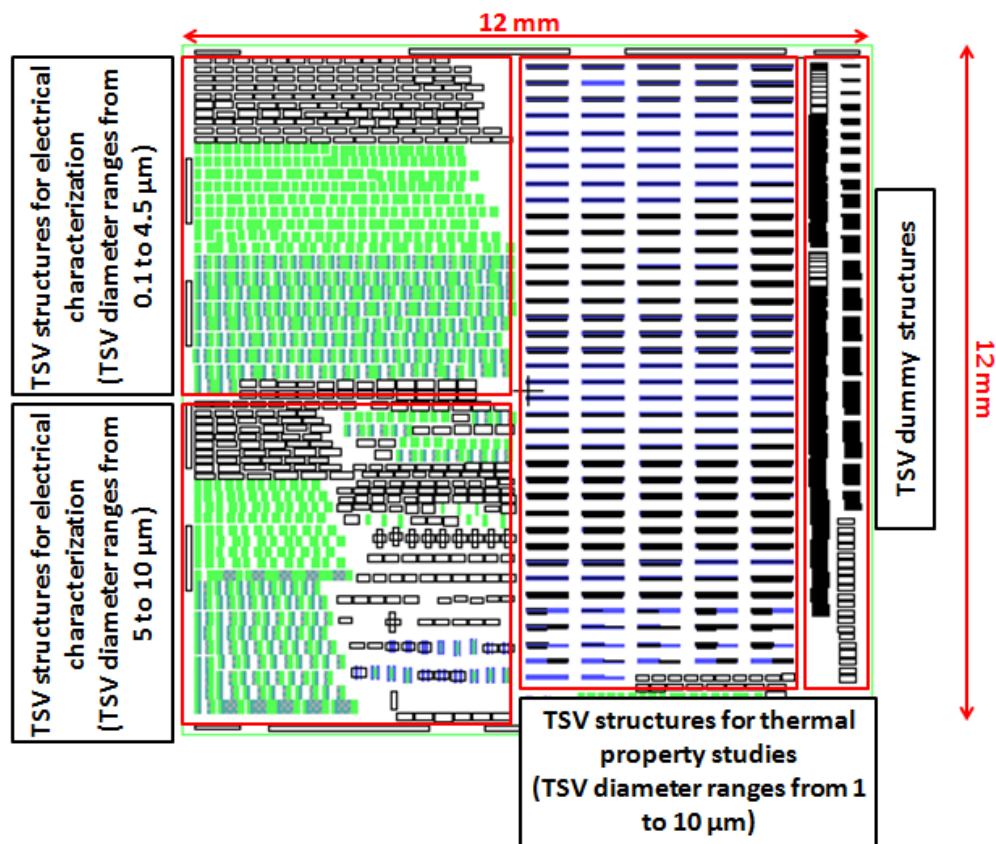 12 mm
TSV structures for electrical
characterization
(TSV diameter ranges from
0.1 to 4.5 µm)
TSV structures for electrical
characterization
(TSV diameter ranges from
5 to 10 µm)
TSV dummy structures
12 mm
TSV structures for thermal
property studies
(TSV diameter ranges from 1
to 10 µm)